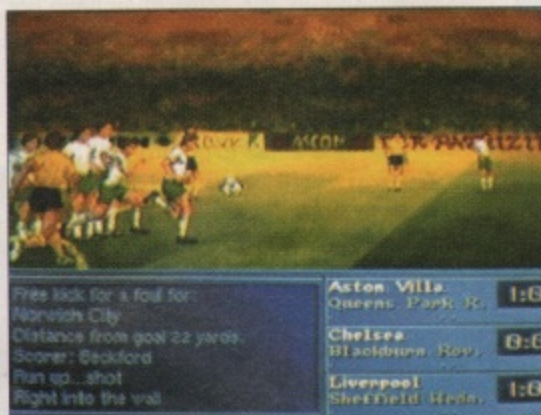 ASCOM
Free kick for a foul for:
Norwich City
Distance from goal 22 yards.
Scorer: Beckford
Run up...shot
Right into the wall
Aston Villa 1:0
Queens Park R.
Chelsea 0:0
Blackburn Rov.
Liverpool 1:0
Sheffield Weds.